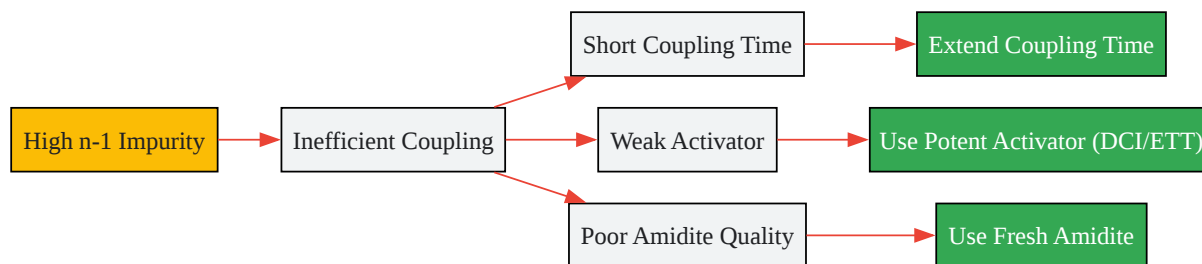 Short Coupling Time
Extend Coupling Time
High n-1 Impurity
Inefficient Coupling
Weak Activator
Use Potent Activator (DCI/ETT)
Poor Amidite Quality
Use Fresh Amidite